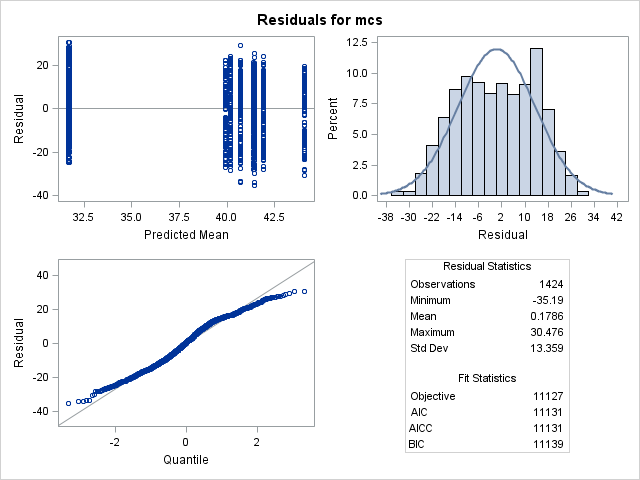 Residuals for mcs
20
0
-20
-40
Residual
32.5 35.0 37.5 40.0 42.5
Predicted Mean
12.5
10.0
7.5
5.0
2.5
0.0
Percent
-38 -30 -22 -14 -6 2 10 18 26 34 42
Residual
40
20
0
-20
-40
Residual
-2 0 2
Quantile
Residual Statistics
Observations 1424
Minimum -35.19
Mean 0.1786
Maximum 30.476
Std Dev 13.359
Fit Statistics
Objective 11127
AIC 11131
AICC 11131
BIC 11139